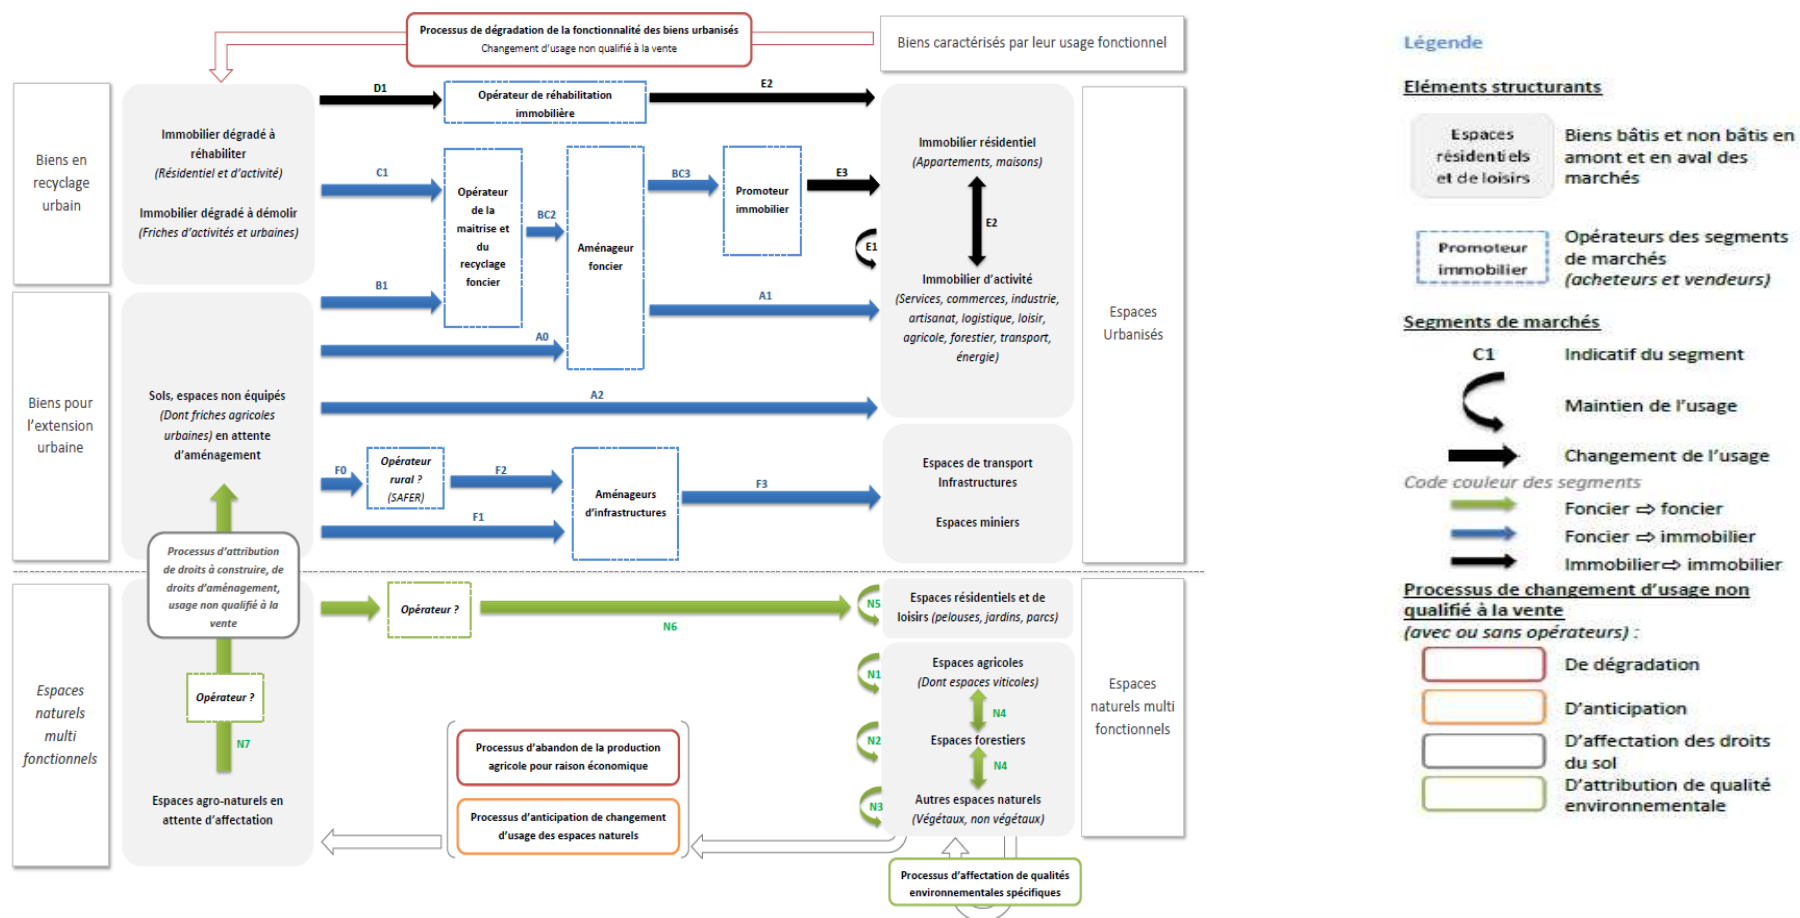 Processus de dégradation de la fonctionnalité des biens urbanisés
Changement d'usage non qualifié à la vente
Biens caractérisés par leur usage fonctionnel
Biens en
recyclage
urbain
Immobilier dégradé à
réhabiliter
(Résidentiel et d'activité)
Immobilier dégradé à démolir
(Friches d'activités et urbaines)
D1
Opérateur de réhabilitation
immobilière
E2
C1
Opérateur
de la
maitrise et
du
recyclage
foncier
BC2
Aménageur
foncier
BC3
Promoteur
immobilier
E3
E1
Immobilier résidentiel
(Appartements, maisons)
E2
Immobilier d'activité
(Services, commerces, industrie,
artisanat, logistique, loisir,
agricole, forestier, transport,
énergie)
Espaces
Urbanisés
B1
A1
A0
A2
Biens pour
l'extension
urbaine
Sols, espaces non équipés
(Dont friches agricoles
urbaines) en attente
d'aménagement
F0
Opérateur
rural ?
(SAFER)
F2
F1
Aménageurs
d'infrastructures
F3
Espaces de transport
Infrastructures
Espaces miniers
Processus d'attribution
de droits à construire, de
droits d'aménagement,
usage non qualifié à la
vente
Espaces
naturels
multi
fonctionnels
Opérateur ?
N7
Espaces agro-naturels en
attente d'affectation
Opérateur ?
N6
N5
Espaces résidentiels et de
loisirs (pelouses, jardins, parcs)
N1
Espaces agricoles
(Dont espaces viticoles)
N4
N2
Espaces forestiers
N4
N3
Autres espaces naturels
(Végétaux, non végétaux)
Espaces
naturels multi
fonctionnels
Processus d'abandon de la production
agricole pour raison économique
Processus d'anticipation de changement
d'usage des espaces naturels
Processus d'affectation de qualités
environnementales spécifiques
Légende
Eléments structurants
Espaces
résidentiels
et de loisirs
Biens bâtis et non bâtis en
amont et en aval des
marchés
Promoteur
immobilier
Opérateurs des segments
de marchés
(acheteurs et vendeurs)
Segments de marchés
C1
Indicatif du segment
Maintien de l'usage
Changement de l'usage
Code couleur des segments
Foncier ⇨ foncier
Foncier ⇨ immobilier
Immobilier ⇨ immobilier
Processus de changement d'usage non
qualifié à la vente
(avec ou sans opérateurs) :
De dégradation
D'anticipation
D'affectation des droits
du sol
D'attribution de qualité
environnementale